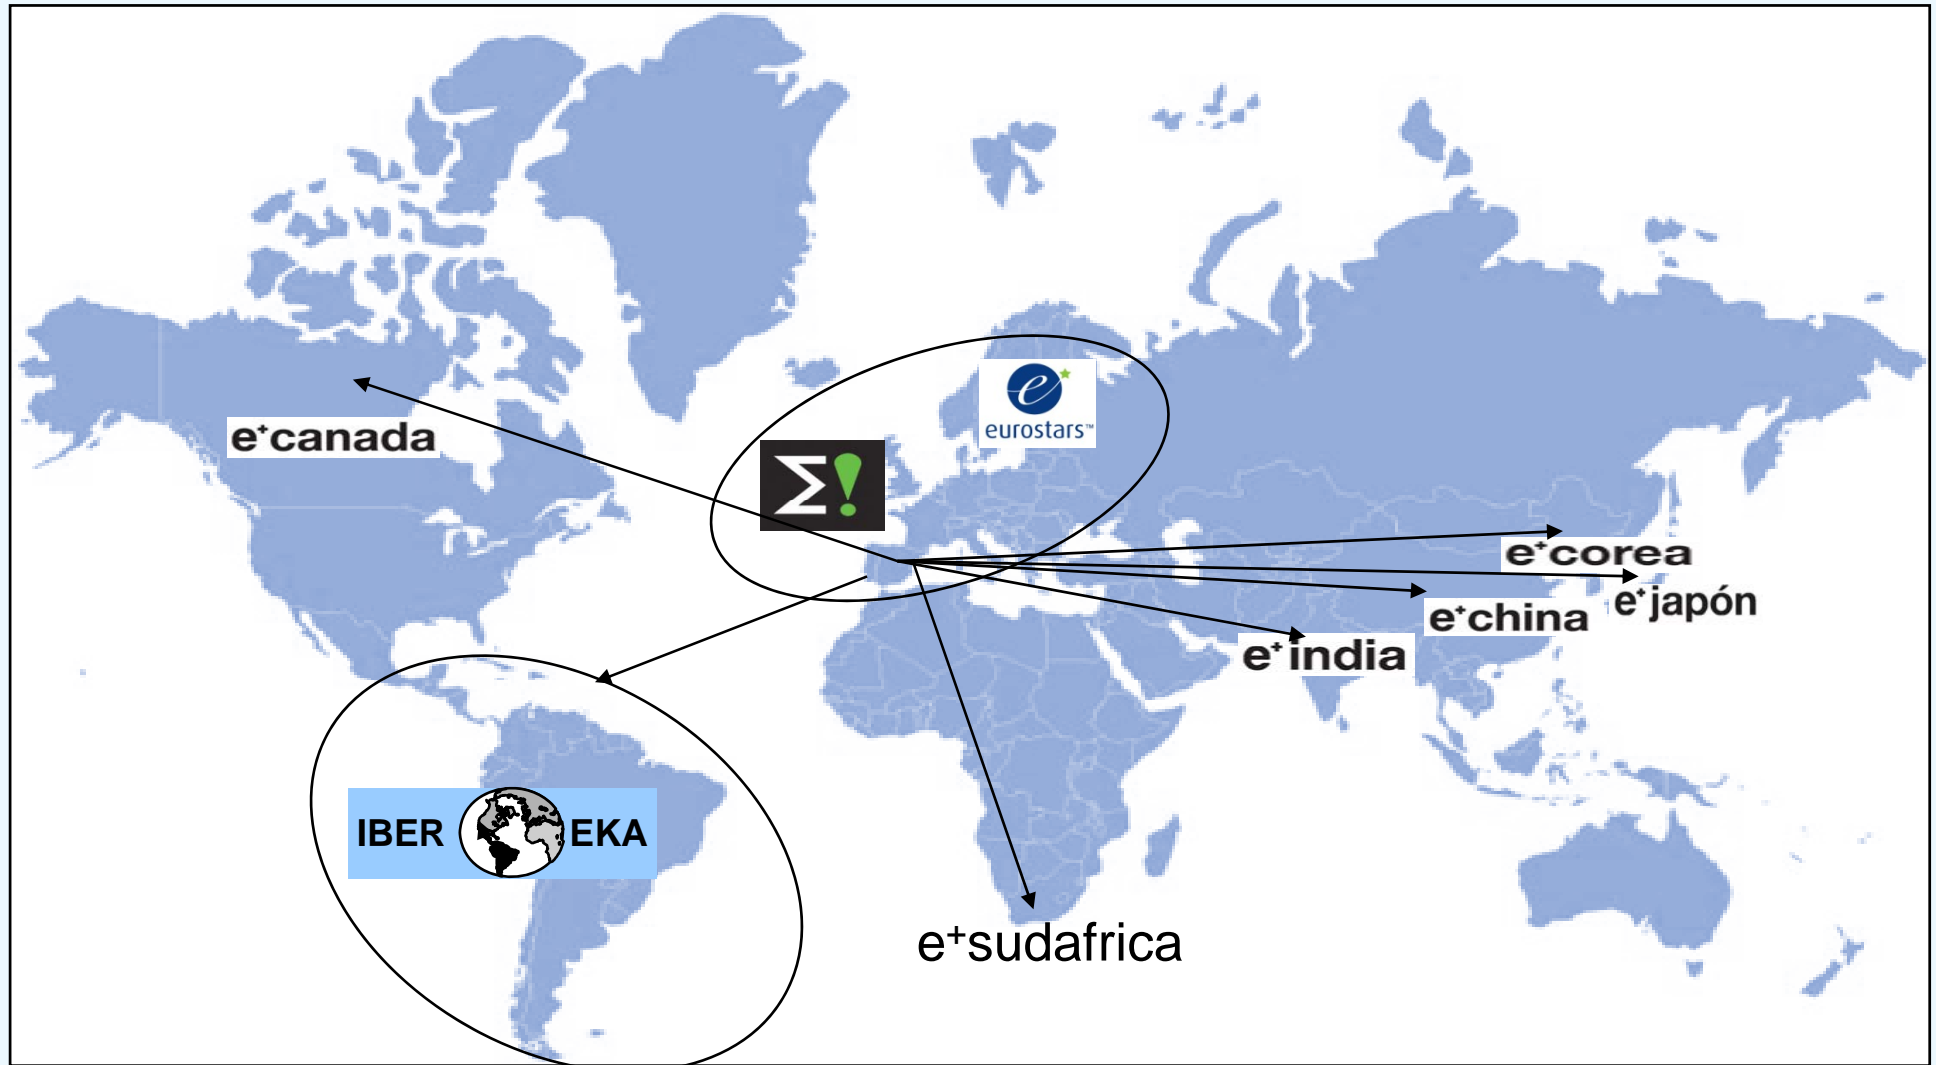 e
eurostars™
e⁺canada
Σ!
e⁺corea
e⁺japón
e⁺china
e⁺india
IBER EKA
e⁺sudafrica